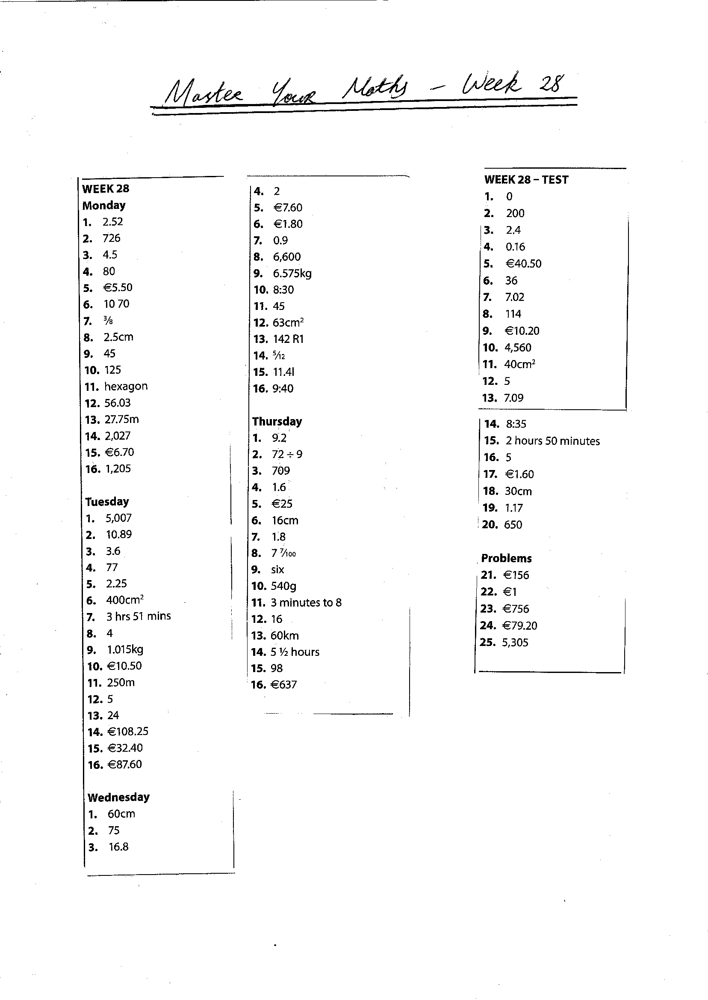 Master Your Maths - Week 28
WEEK 28
Monday
1. 2.52
2. 726
3. 4.5
4. 80
5. €5.50
6. 10 70
7. ⅜
8. 2.5cm
9. 45
10. 125
11. hexagon
12. 56.03
13. 27.75m
14. 2,027
15. €6.70
16. 1,205
Tuesday
1. 5,007
2. 10.89
3. 3.6
4. 77
5. 2.25
6. 400cm²
7. 3 hrs 51 mins
8. 4
9. 1.015kg
10. €10.50
11. 250m
12. 5
13. 24
14. €108.25
15. €32.40
16. €87.60
Wednesday
1. 60cm
2. 75
3. 16.8
4. 2
5. €7.60
6. €1.80
7. 0.9
8. 6,600
9. 6.575kg
10. 8:30
11. 45
12. 63cm²
13. 142 R1
14. 5/12
15. 11.4l
16. 9:40
Thursday
1. 9.2
2. 72 ÷ 9
3. 709
4. 1.6
5. €25
6. 16cm
7. 1.8
8. 7 7/100
9. six
10. 540g
11. 3 minutes to 8
12. 16
13. 60km
14. 5 ½ hours
15. 98
16. €637
WEEK 28 – TEST
1. 0
2. 200
3. 2.4
4. 0.16
5. €40.50
6. 36
7. 7.02
8. 114
9. €10.20
10. 4,560
11. 40cm²
12. 5
13. 7.09
14. 8:35
15. 2 hours 50 minutes
16. 5
17. €1.60
18. 30cm
19. 1.17
20. 650
Problems
21. €156
22. €1
23. €756
24. €79.20
25. 5,305